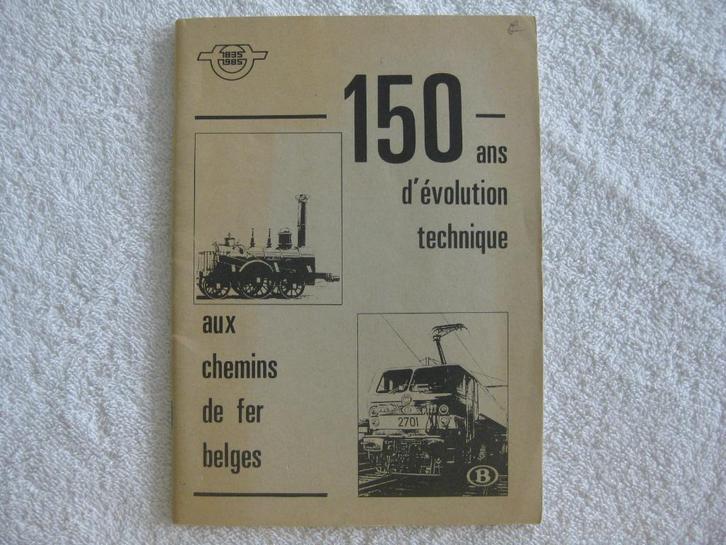 1835
1985
150
ans
d'évolution
technique
aux
chemins
de fer
belges
2701
B